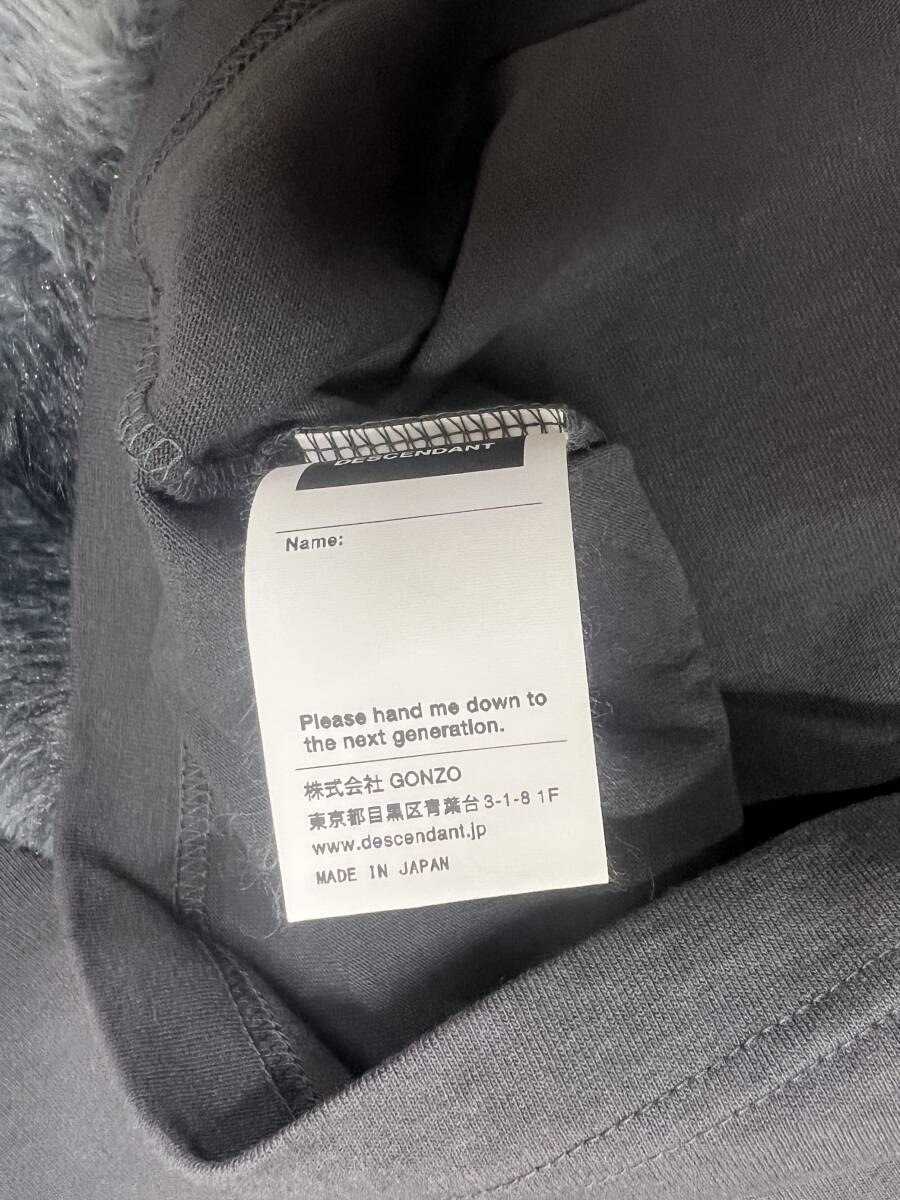 DESCENDANT
Name:
Please hand me down to
the next generation.
株式会社 GONZO
東京都目黒区青葉台3-1-8 1F
www.descendant.jp
MADE IN JAPAN